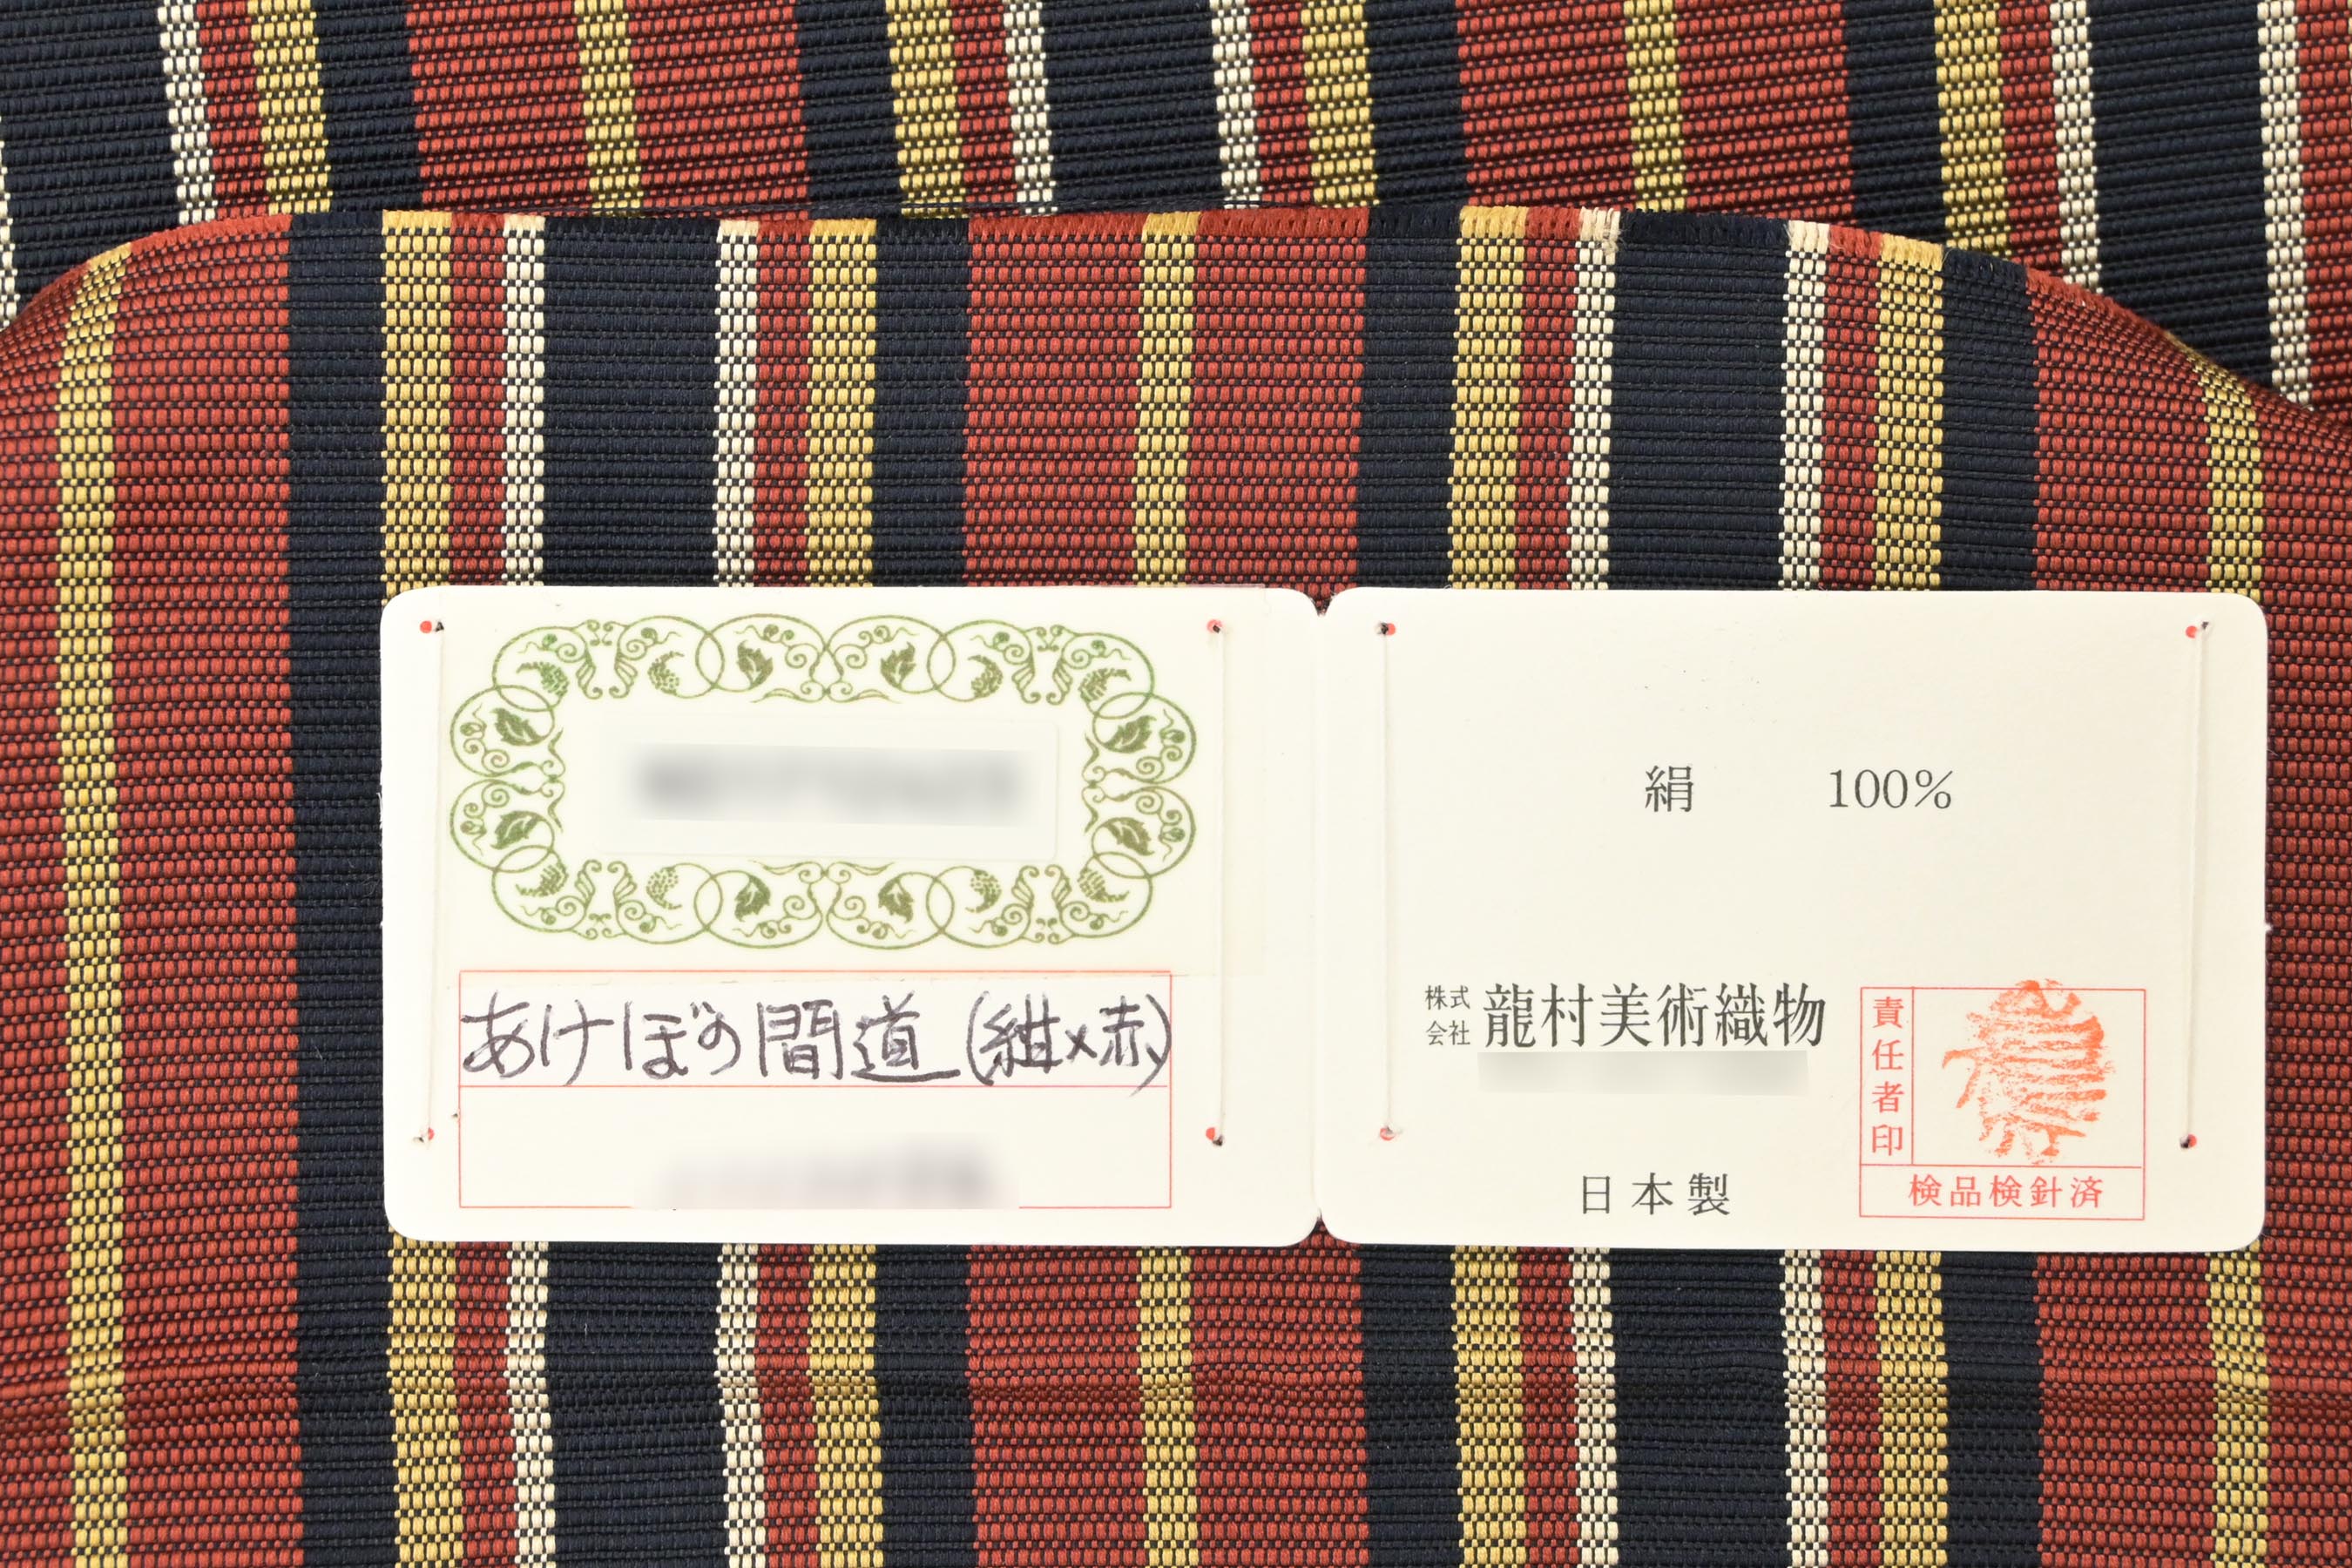 あけぼの間道(紺×赤)
絹 100%
株式会社 龍村美術織物
日本製
責任者印
検品検針済